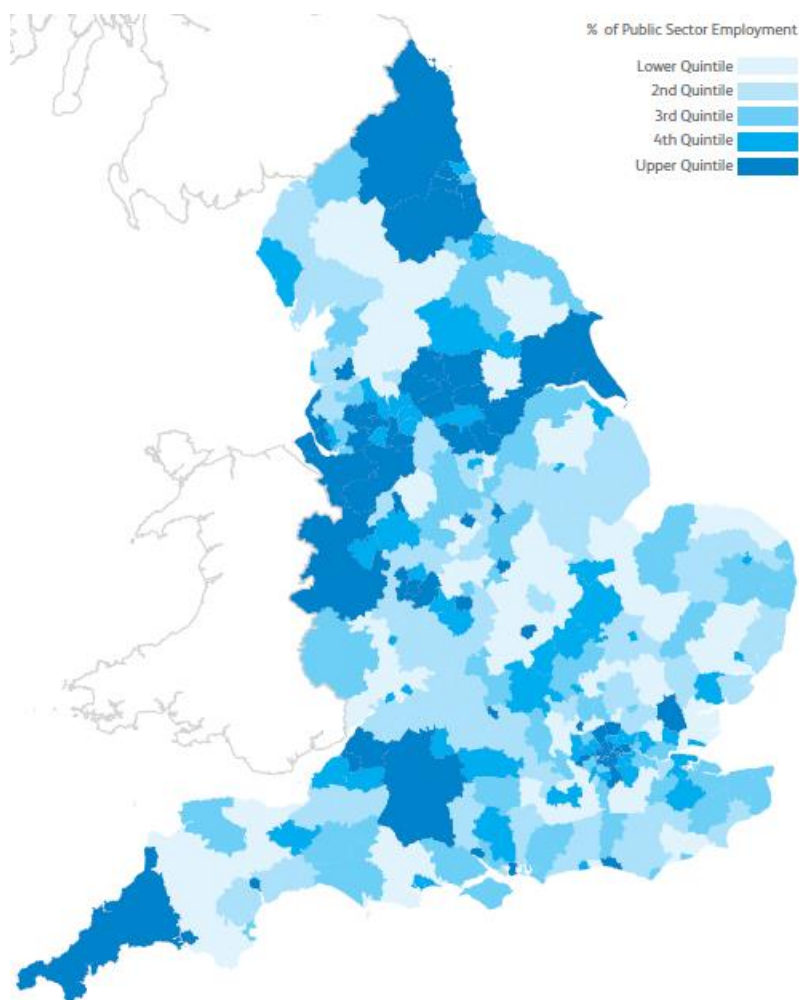 % of Public Sector Employment
Lower Quintile
2nd Quintile
3rd Quintile
4th Quintile
Upper Quintile